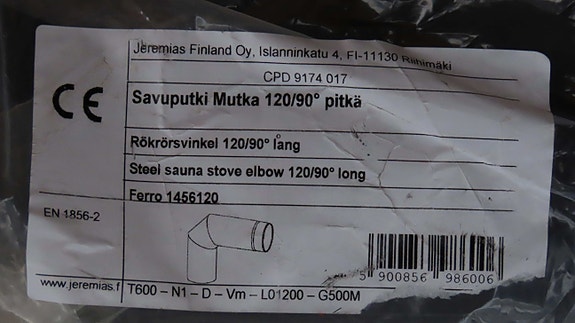 Jeremias Finland Oy, Islanninkatu 4, FI-11130 Riihimäki
CPD 9174 017
CE
Savuputki Mutka 120/90° pitkä
Rökrörsvinkel 120/90° lång
Steel sauna stove elbow 120/90° long
Ferro 1456120
EN 1856-2
5 900856 986006
www.jeremias.f
T600 – N1 – D – Vm – L01200 – G500M